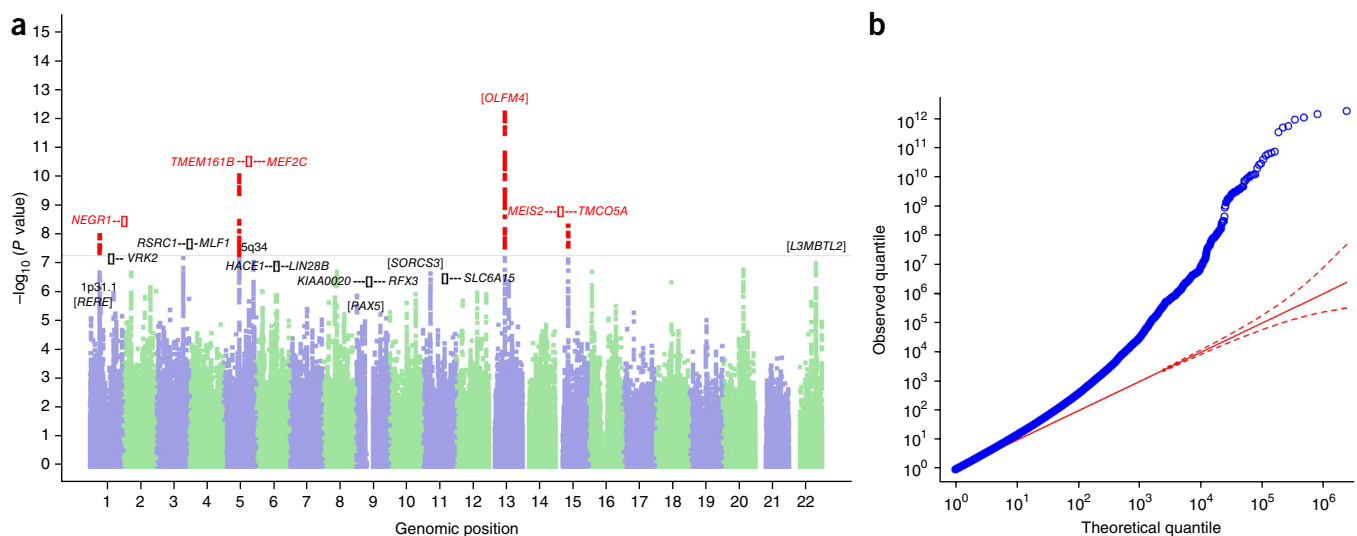 a
15
14
13
12
11
10
9
8
7
6
5
4
3
2
1
0
–log10 (P value)
[OLFM4]
TMEM161B --[]---MEF2C
NEGR1--[]
MEIS2---[]---TMCO5A
RSRC1--[]-MLF1
5q34
[]-- VRK2
HACE1--[]--LIN28B
[SORCS3]
[L3MBTL2]
1p31.1
[RERE]
KIAA0020 ---[]-- RFX3
[]---SLC6A15
[PAX5]
1 2 3 4 5 6 7 8 9 10 11 12 13 14 15 16 17 18 19 20 22
Genomic position
b
10^12
10^11
10^10
10^9
10^8
10^7
10^6
10^5
10^4
10^3
10^2
10^1
10^0
Observed quantile
10^0 10^1 10^2 10^3 10^4 10^5 10^6
Theoretical quantile